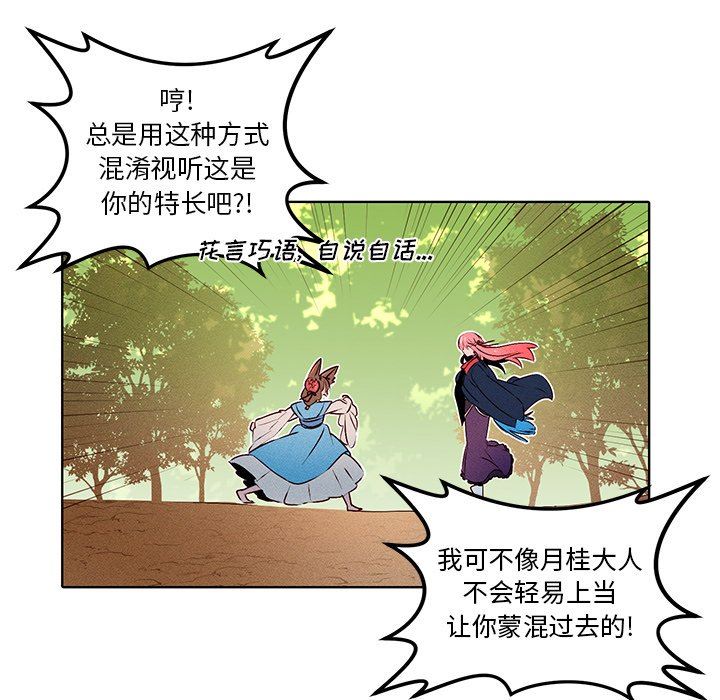 哼!
总是用这种方式
混淆视听这是
你的特长吧?!
花言巧语, 自说自话...
我可不像月桂大人
不会轻易上当
让你蒙混过去的!